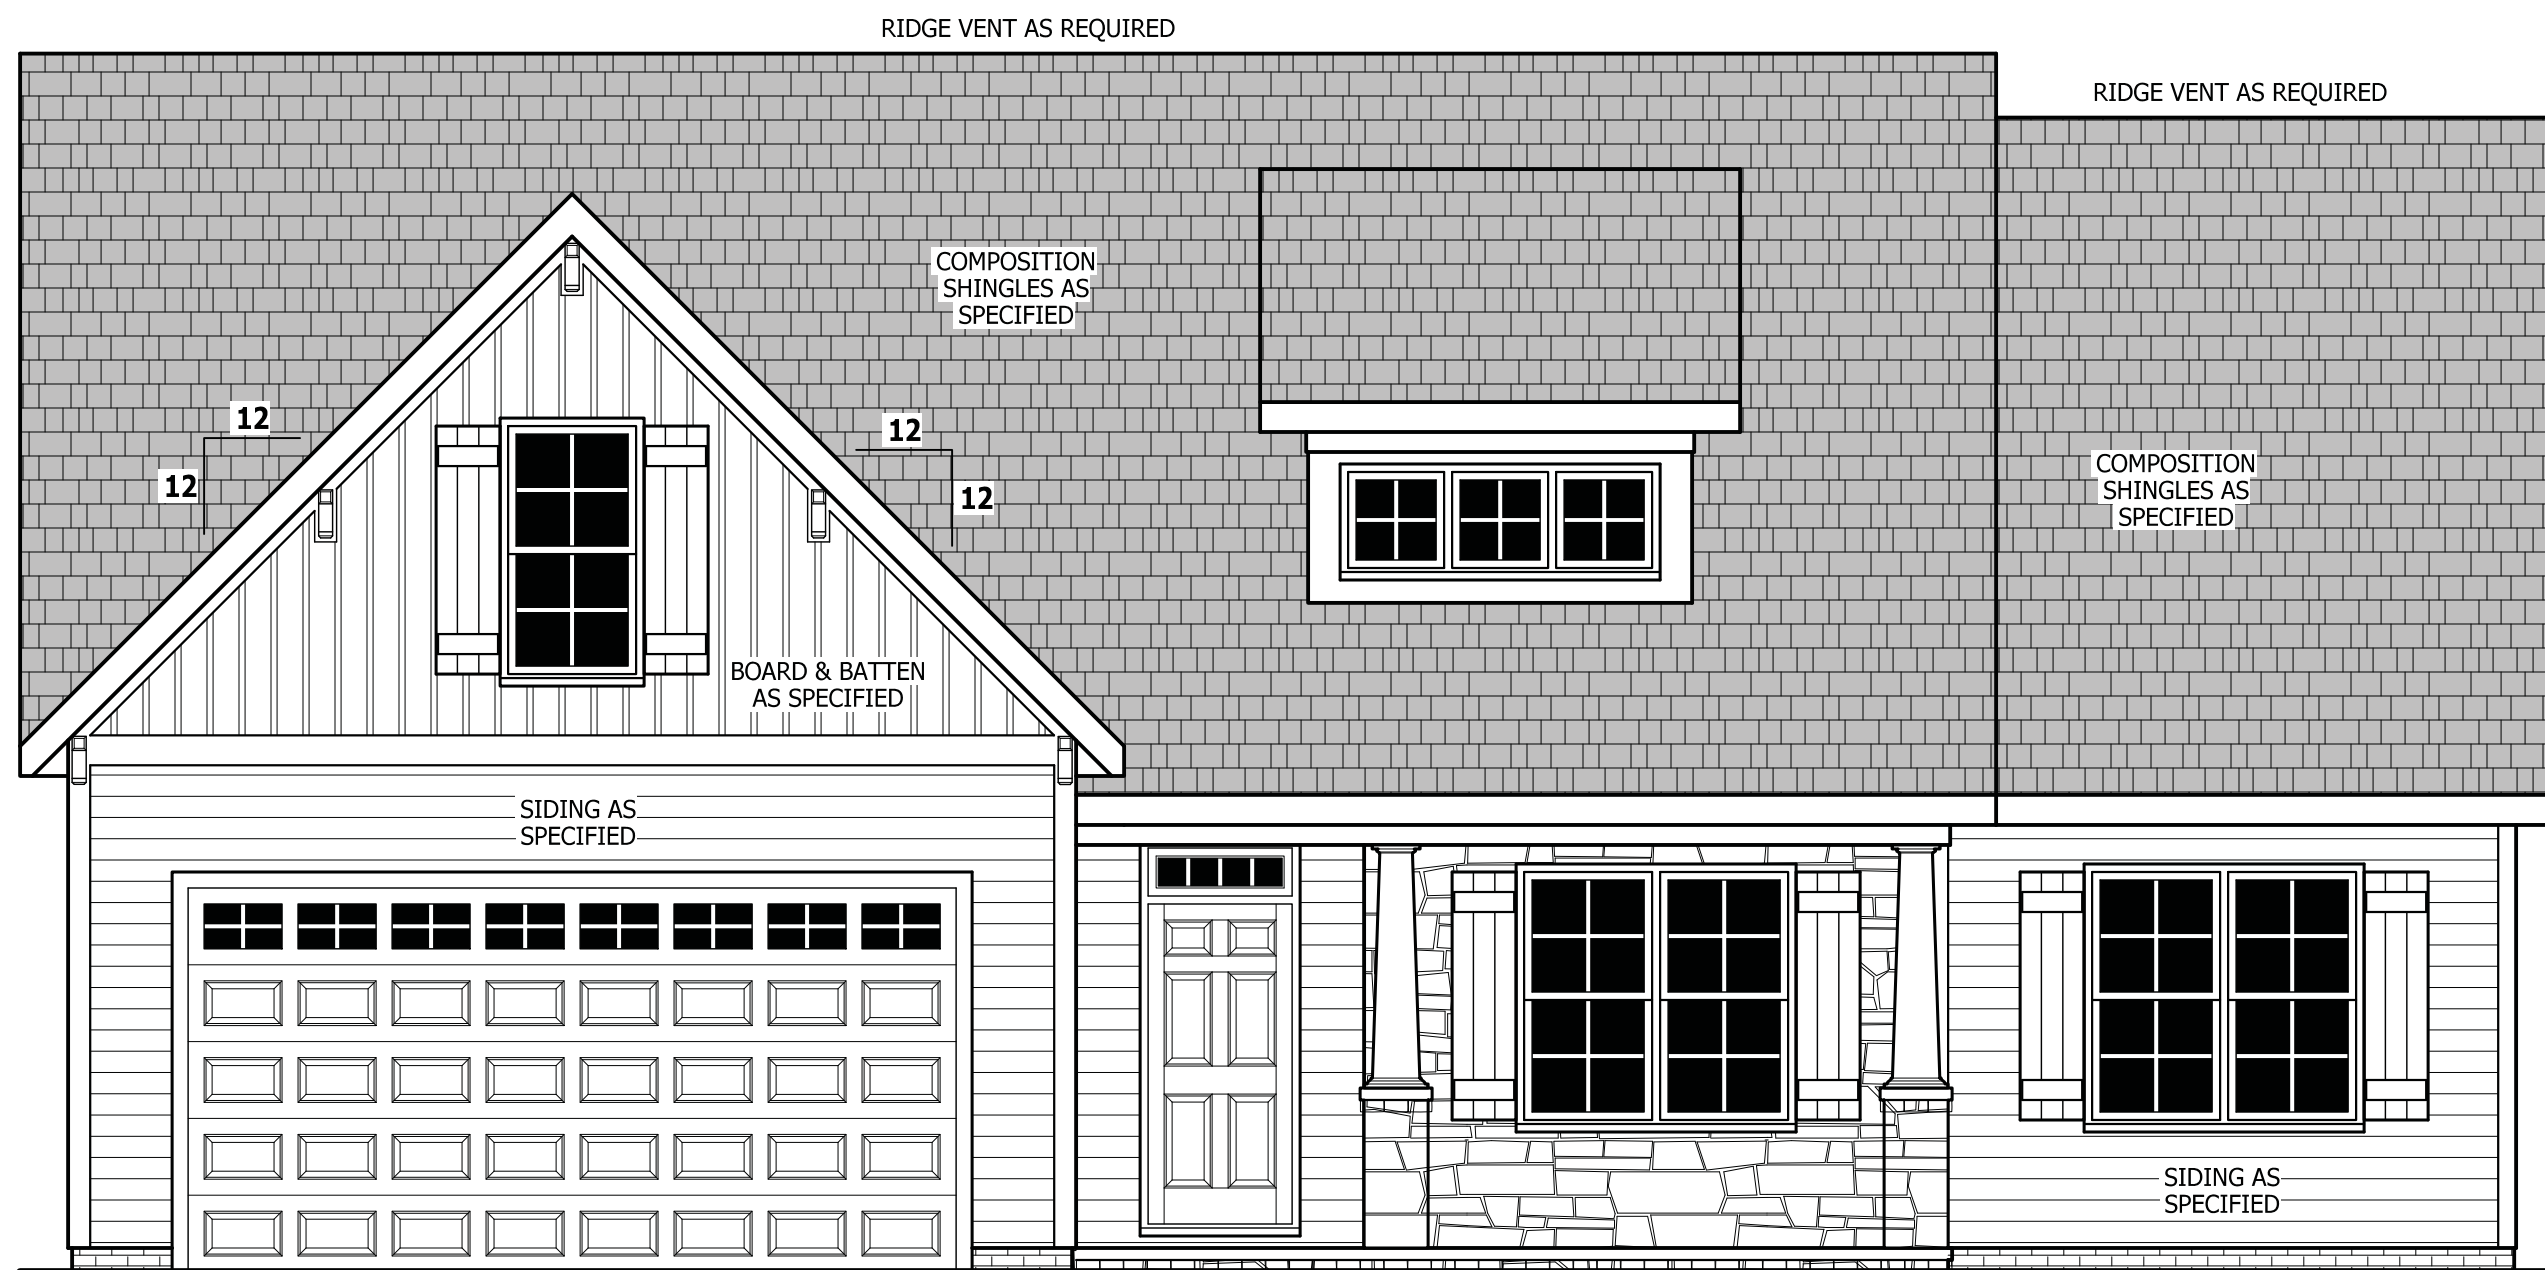 RIDGE VENT AS REQUIRED
RIDGE VENT AS REQUIRED
COMPOSITION
SHINGLES AS
SPECIFIED
12
12
12
12
COMPOSITION
SHINGLES AS
SPECIFIED
BOARD & BATTEN
AS SPECIFIED
SIDING AS
SPECIFIED
SIDING AS
SPECIFIED